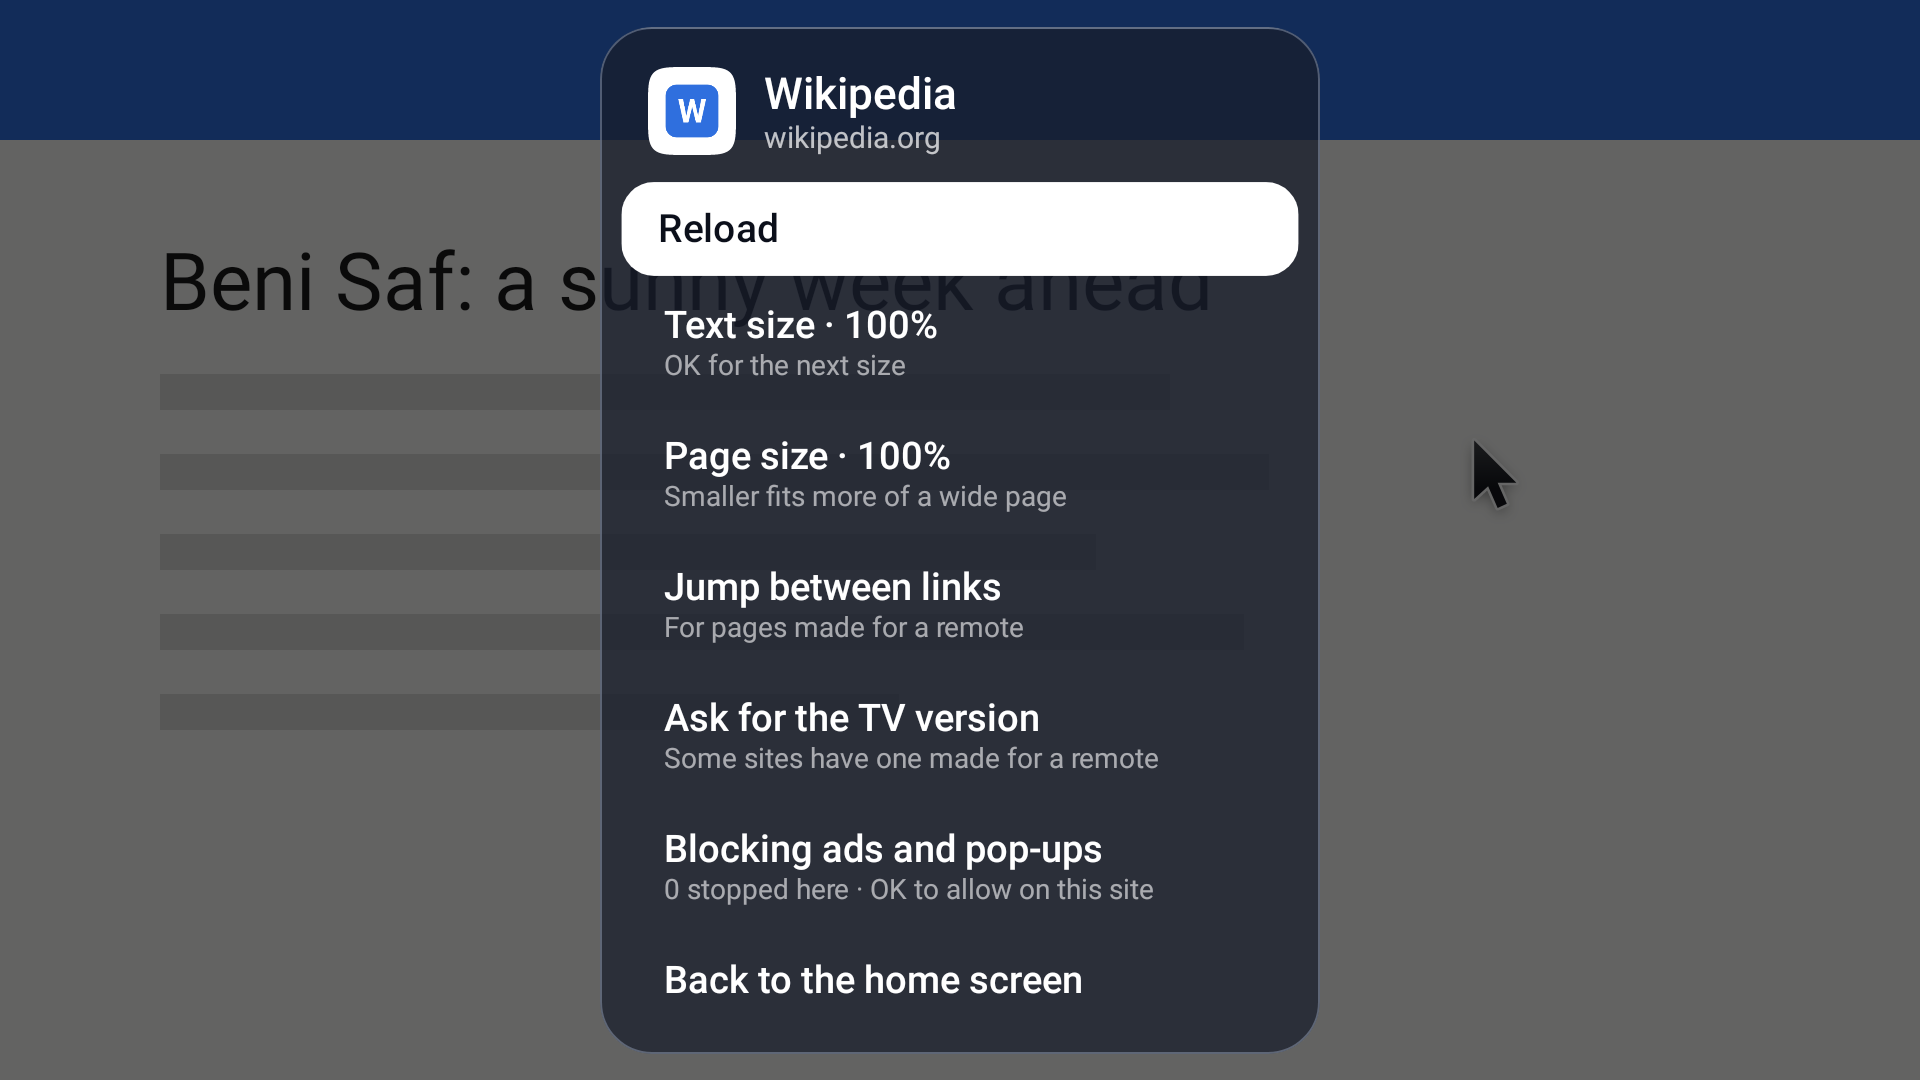 W
Wikipedia
wikipedia.org
Reload
Beni Saf: a sunny week ahead
Text size · 100%
OK for the next size
Page size · 100%
Smaller fits more of a wide page
Jump between links
For pages made for a remote
Ask for the TV version
Some sites have one made for a remote
Blocking ads and pop-ups
0 stopped here · OK to allow on this site
Back to the home screen